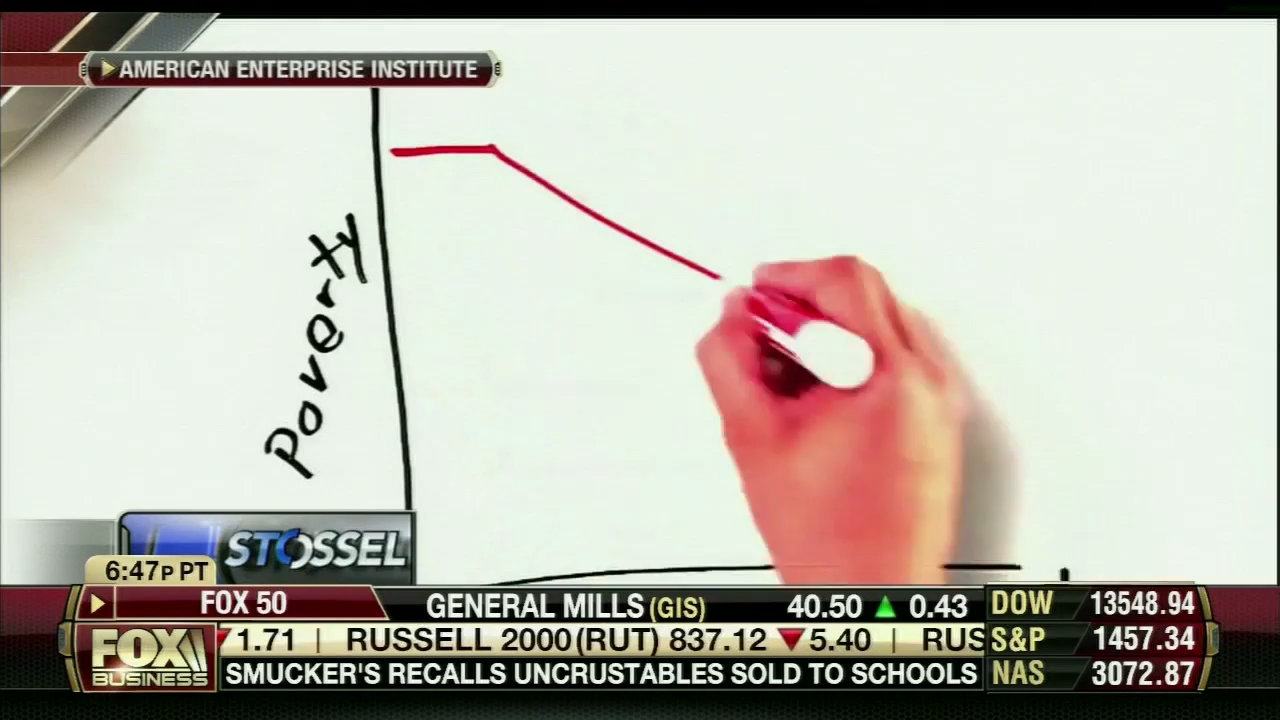 AMERICAN ENTERPRISE INSTITUTE
Poverty
STOSSEL
6:47P PT
FOX 50
GENERAL MILLS (GIS) 40.50 ▲ 0.43
DOW 13548.94
FOX BUSINESS
▼1.71 | RUSSELL 2000 (RUT) 837.12 ▼5.40 | RUS
S&P 1457.34
SMUCKER'S RECALLS UNCRUSTABLES SOLD TO SCHOOLS
NAS 3072.87